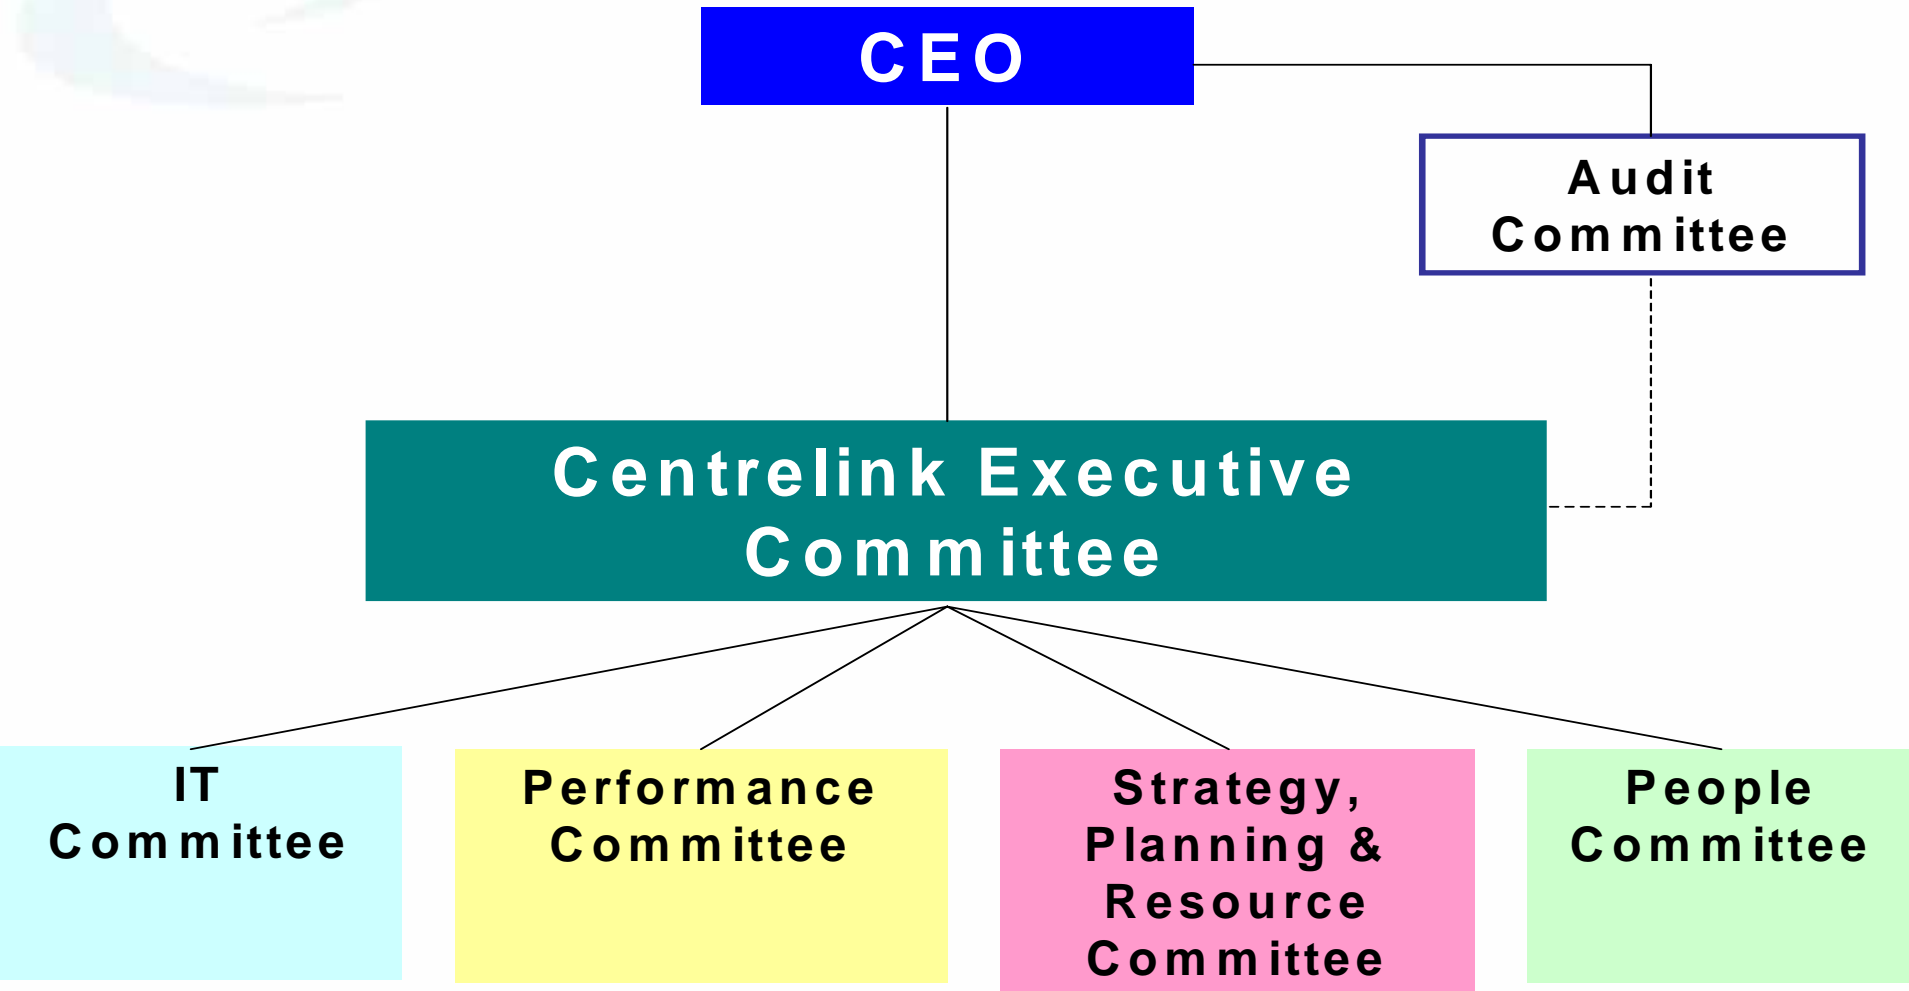 CEO
Audit
Committee
Centrelink Executive
Committee
IT
Committee
Performance
Committee
Strategy,
Planning &
Resource
Committee
People
Committee